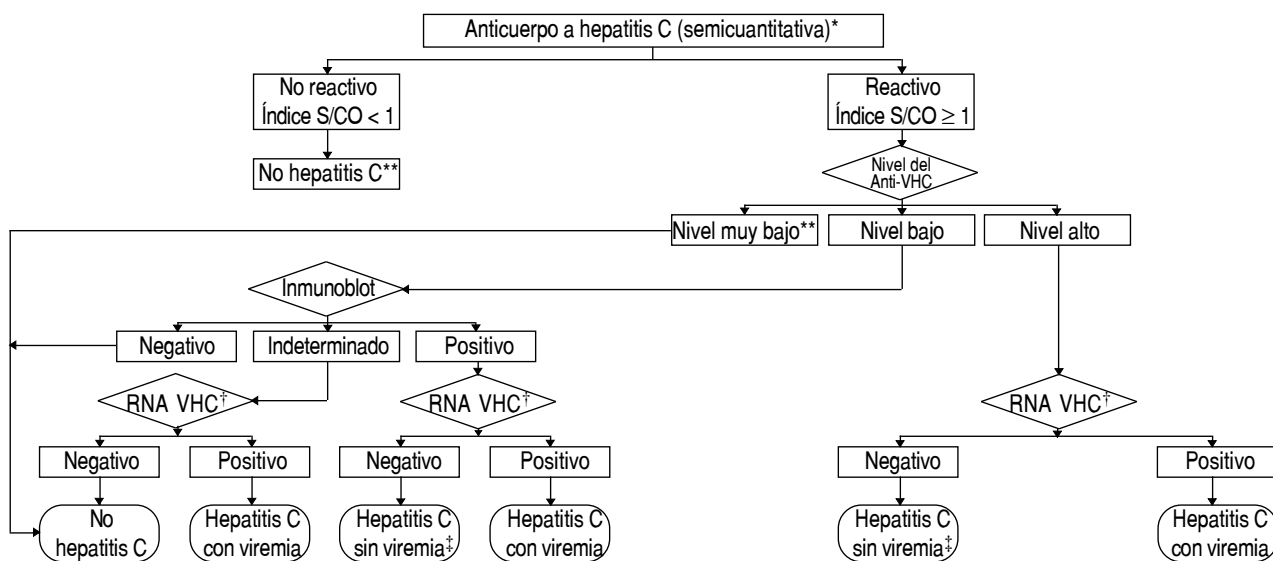 Anticuerpo a hepatitis C (semicuantitativa)*
No reactivo
Índice S/CO < 1
Reactivo
Índice S/CO ≥ 1
No hepatitis C**
Nivel del
Anti-VHC
Nivel muy bajo**
Nivel bajo
Nivel alto
Inmunoblot
Negativo
Indeterminado
Positivo
RNA VHC†
RNA VHC†
RNA VHC†
Negativo
Positivo
Negativo
Positivo
Negativo
Positivo
No
hepatitis C
Hepatitis C
con viremia
Hepatitis C
sin viremia‡
Hepatitis C
con viremia
Hepatitis C
sin viremia‡
Hepatitis C
con viremia